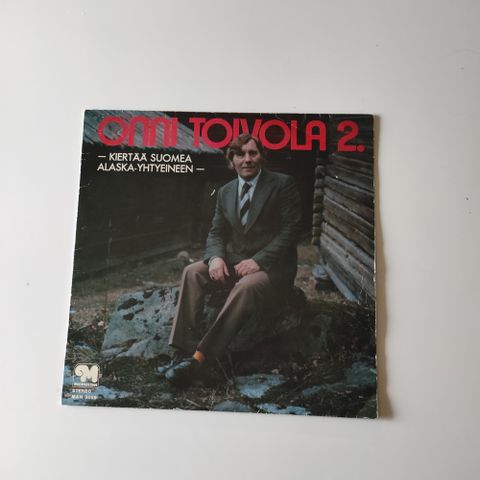 ONNI TOIVOLA 2.
— KIERTÄÄ SUOMEA
ALASKA-YHTYEINEEN —
STEREO